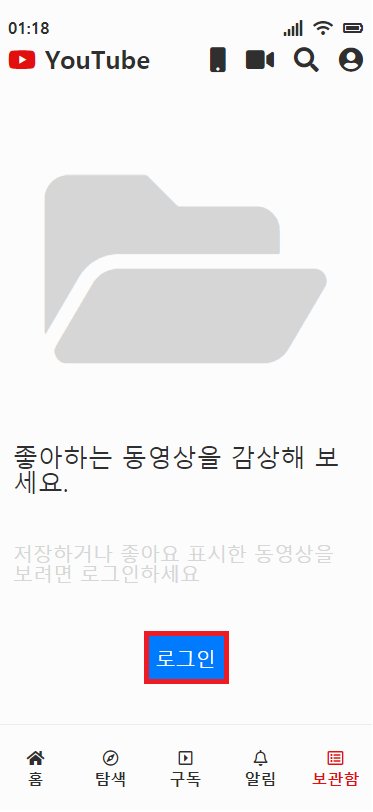 01:18
YouTube
좋아하는 동영상을 감상해 보
세요.
저장하거나 좋아요 표시한 동영상을
보려면 로그인하세요
로그인
홈 탐색 구독 알림 보관함